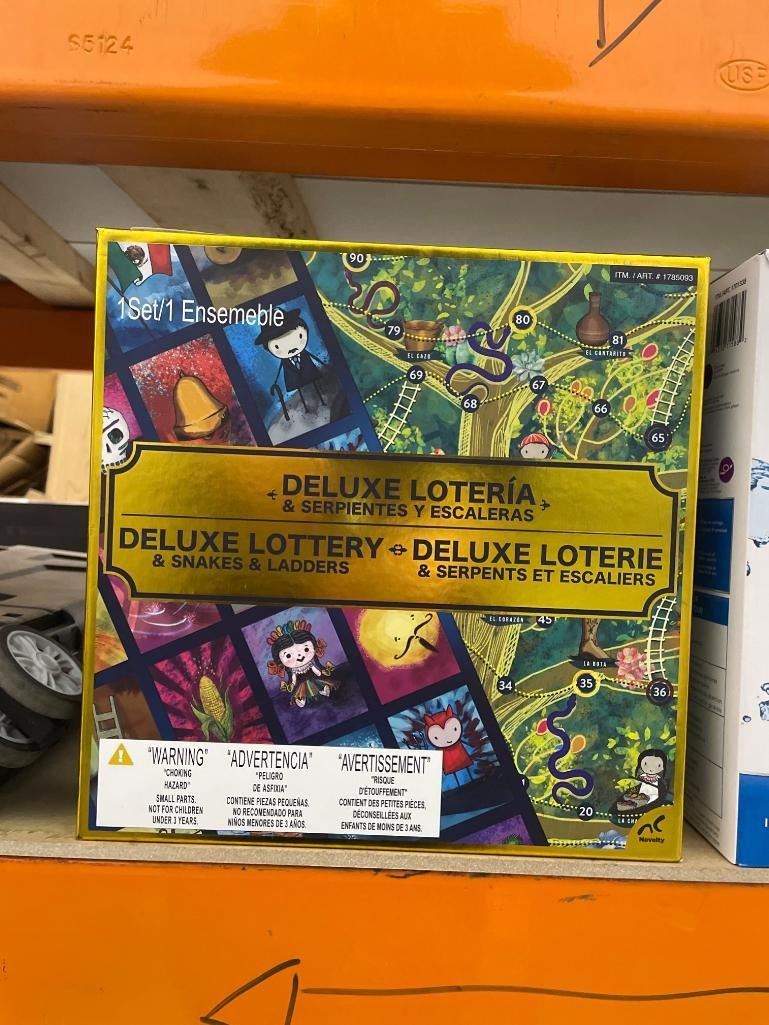 S5124
USF
90
ITM. / ART. # 1785093
1Set/1 Ensemeble
79
EL CAZO
80
EL CANTARITO
81
69
68
67
66
65
DELUXE LOTERÍA
& SERPIENTES Y ESCALERAS
DELUXE LOTTERY
& SNAKES & LADDERS
DELUXE LOTERIE
& SERPENTS ET ESCALIERS
EL CORAZÓN
45
LA BOTA
34
35
36
20
"WARNING"
"CHOKING
HAZARD"
SMALL PARTS.
NOT FOR CHILDREN
UNDER 3 YEARS.
"ADVERTENCIA"
"PELIGRO
DE ASFIXIA"
CONTIENE PIEZAS PEQUEÑAS.
NO RECOMENDADO PARA
NIÑOS MENORES DE 3 AÑOS.
"AVERTISSEMENT"
"RISQUE
D'ÉTOUFFEMENT"
CONTIENT DES PETITES PIÈCES,
DÉCONSEILLÉES AUX
ENFANTS DE MOINS DE 3 ANS.
Novelty